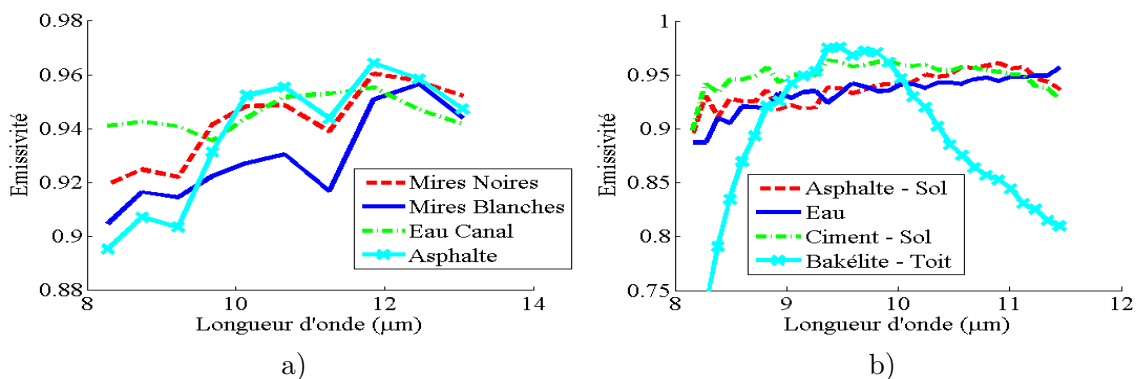 0.98
0.96
0.94
0.92
0.9
0.88
Emissivité
8
10
12
14
Longueur d'onde (μm)
Mires Noires
Mires Blanches
Eau Canal
Asphalte
a)
1
0.95
0.9
0.85
0.8
0.75
Emissivité
8
9
10
11
12
Longueur d'onde (μm)
Asphalte - Sol
Eau
Ciment - Sol
Bakélite - Toit
b)